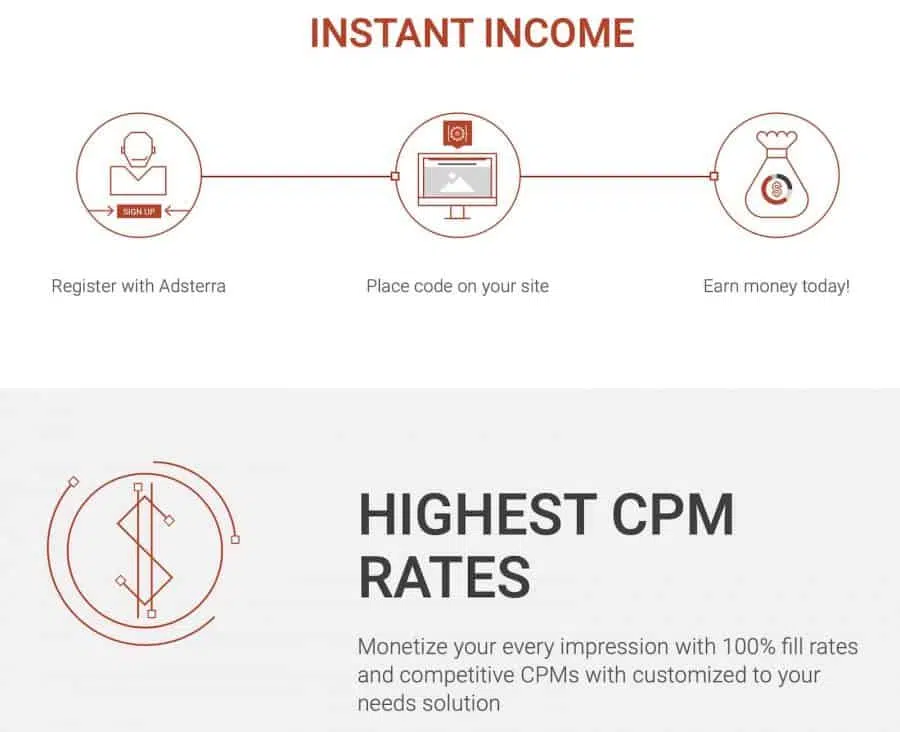 INSTANT INCOME
SIGN UP
Register with Adsterra
Place code on your site
Earn money today!
HIGHEST CPM
RATES
Monetize your every impression with 100% fill rates
and competitive CPMs with customized to your
needs solution